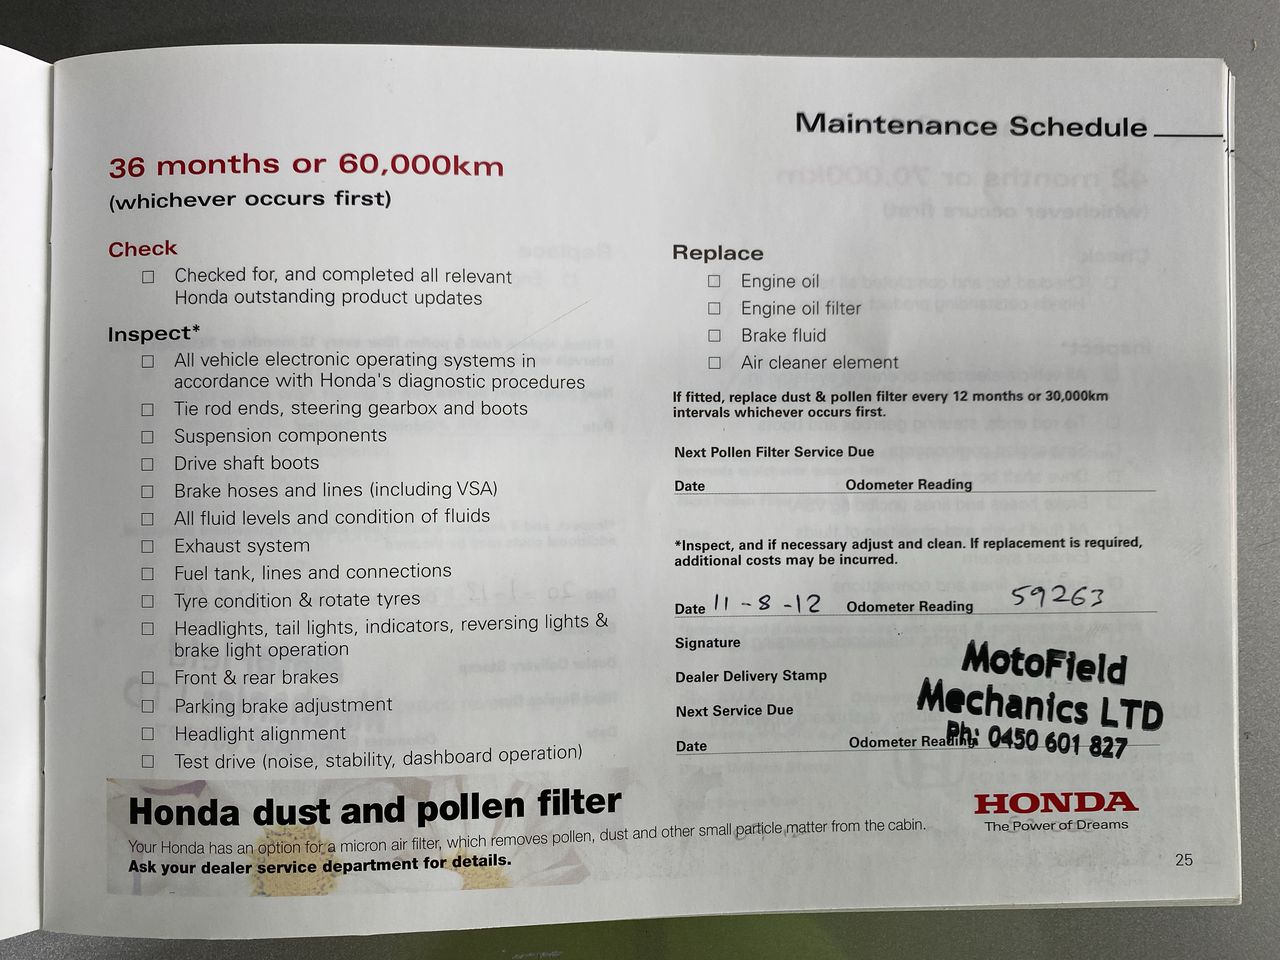 Maintenance Schedule
36 months or 60,000km
(whichever occurs first)
Check
Checked for, and completed all relevant
Honda outstanding product updates
Inspect*
All vehicle electronic operating systems in
accordance with Honda's diagnostic procedures
Tie rod ends, steering gearbox and boots
Suspension components
Drive shaft boots
Brake hoses and lines (including VSA)
All fluid levels and condition of fluids
Exhaust system
Fuel tank, lines and connections
Tyre condition & rotate tyres
Headlights, tail lights, indicators, reversing lights &
brake light operation
Front & rear brakes
Parking brake adjustment
Headlight alignment
Test drive (noise, stability, dashboard operation)
Replace
Engine oil
Engine oil filter
Brake fluid
Air cleaner element
If fitted, replace dust & pollen filter every 12 months or 30,000km
intervals whichever occurs first.
Next Pollen Filter Service Due
Date Odometer Reading
*Inspect, and if necessary adjust and clean. If replacement is required,
additional costs may be incurred.
Date 11-8-12 Odometer Reading 59263
Signature
Dealer Delivery Stamp
Next Service Due
Date Odometer Reading
MotoField
Mechanics LTD
Ph: 0450 601 827
Honda dust and pollen filter
Your Honda has an option for a micron air filter, which removes pollen, dust and other small particle matter from the cabin.
Ask your dealer service department for details.
HONDA
The Power of Dreams
25